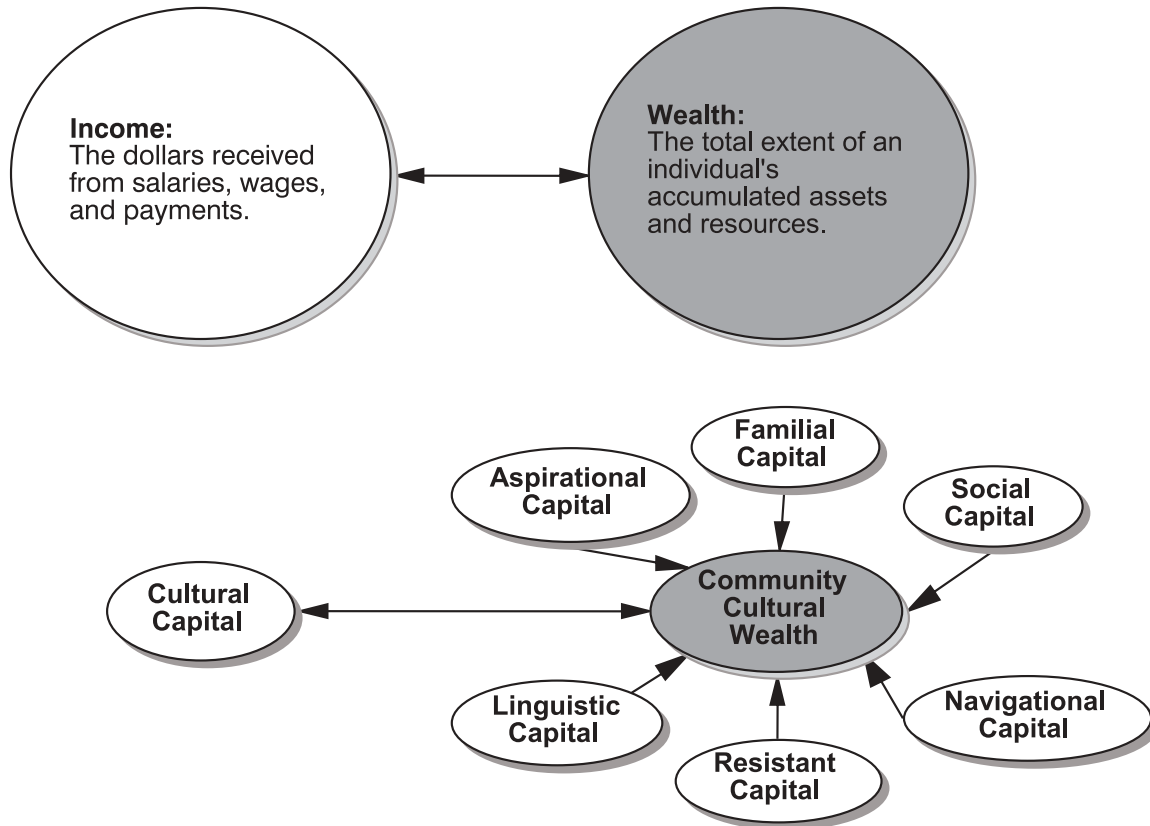 Income:
The dollars received
from salaries, wages,
and payments.
Wealth:
The total extent of an
individual's
accumulated assets
and resources.
Familial
Capital
Aspirational
Capital
Social
Capital
Cultural
Capital
Community
Cultural
Wealth
Linguistic
Capital
Navigational
Capital
Resistant
Capital